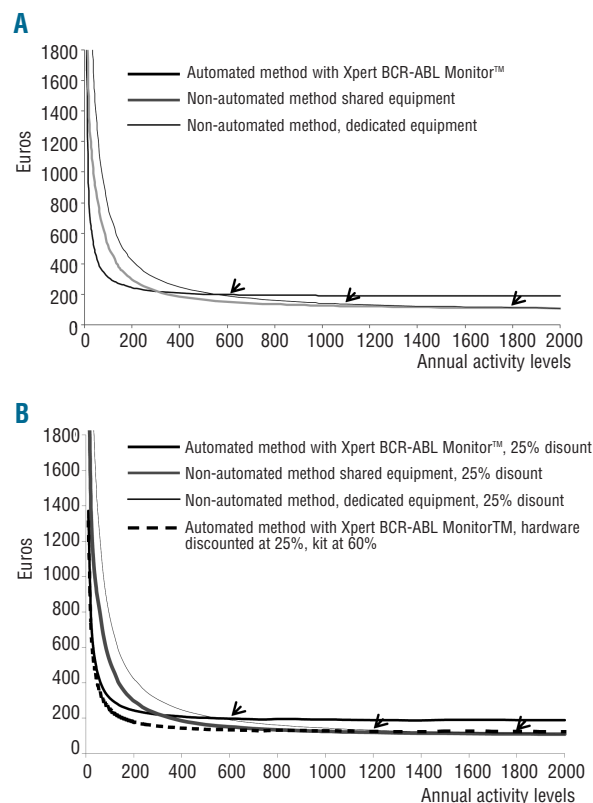 A
1800
1600
1400
1200
1000
800
600
400
200
0
Euros
Automated method with Xpert BCR-ABL Monitor™
Non-automated method shared equipment
Non-automated method, dedicated equipment
0 200 400 600 800 1000 1200 1400 1600 1800 2000
Annual activity levels
B
1800
1600
1400
1200
1000
800
600
400
200
0
Euros
Automated method with Xpert BCR-ABL Monitor™, 25% disount
Non-automated method shared equipment, 25% disount
Non-automated method, dedicated equipment, 25% disount
Automated method with Xpert BCR-ABL MonitorTM, hardware
discounted at 25%, kit at 60%
0 200 400 600 800 1000 1200 1400 1600 1800 2000
Annual activity levels